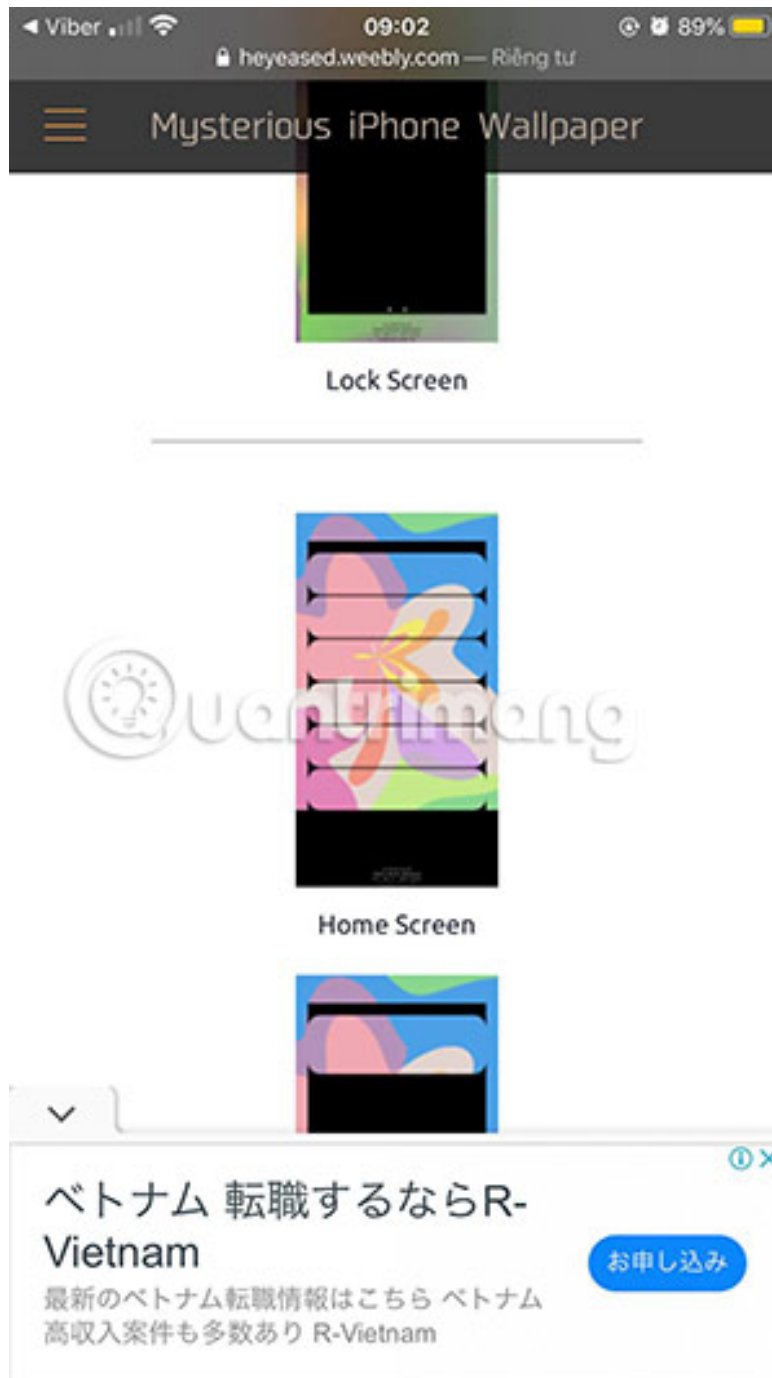 Viber
09:02
89%
heyeased.weebly.com — Riêng tư
Mysterious iPhone Wallpaper
Lock Screen
Quantrimang
Home Screen
ベトナム 転職するならR-
Vietnam
お申し込み
最新のベトナム転職情報はこちら ベトナム
高収入案件も多数あり R-Vietnam